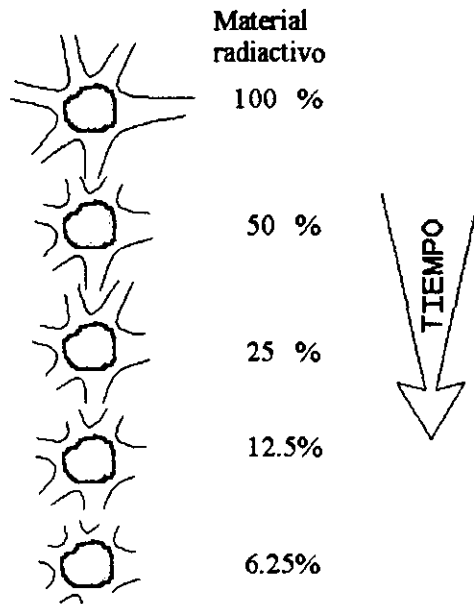 Material
radiactivo
100 %
50 %
25 %
12.5%
6.25%
TIEMPO